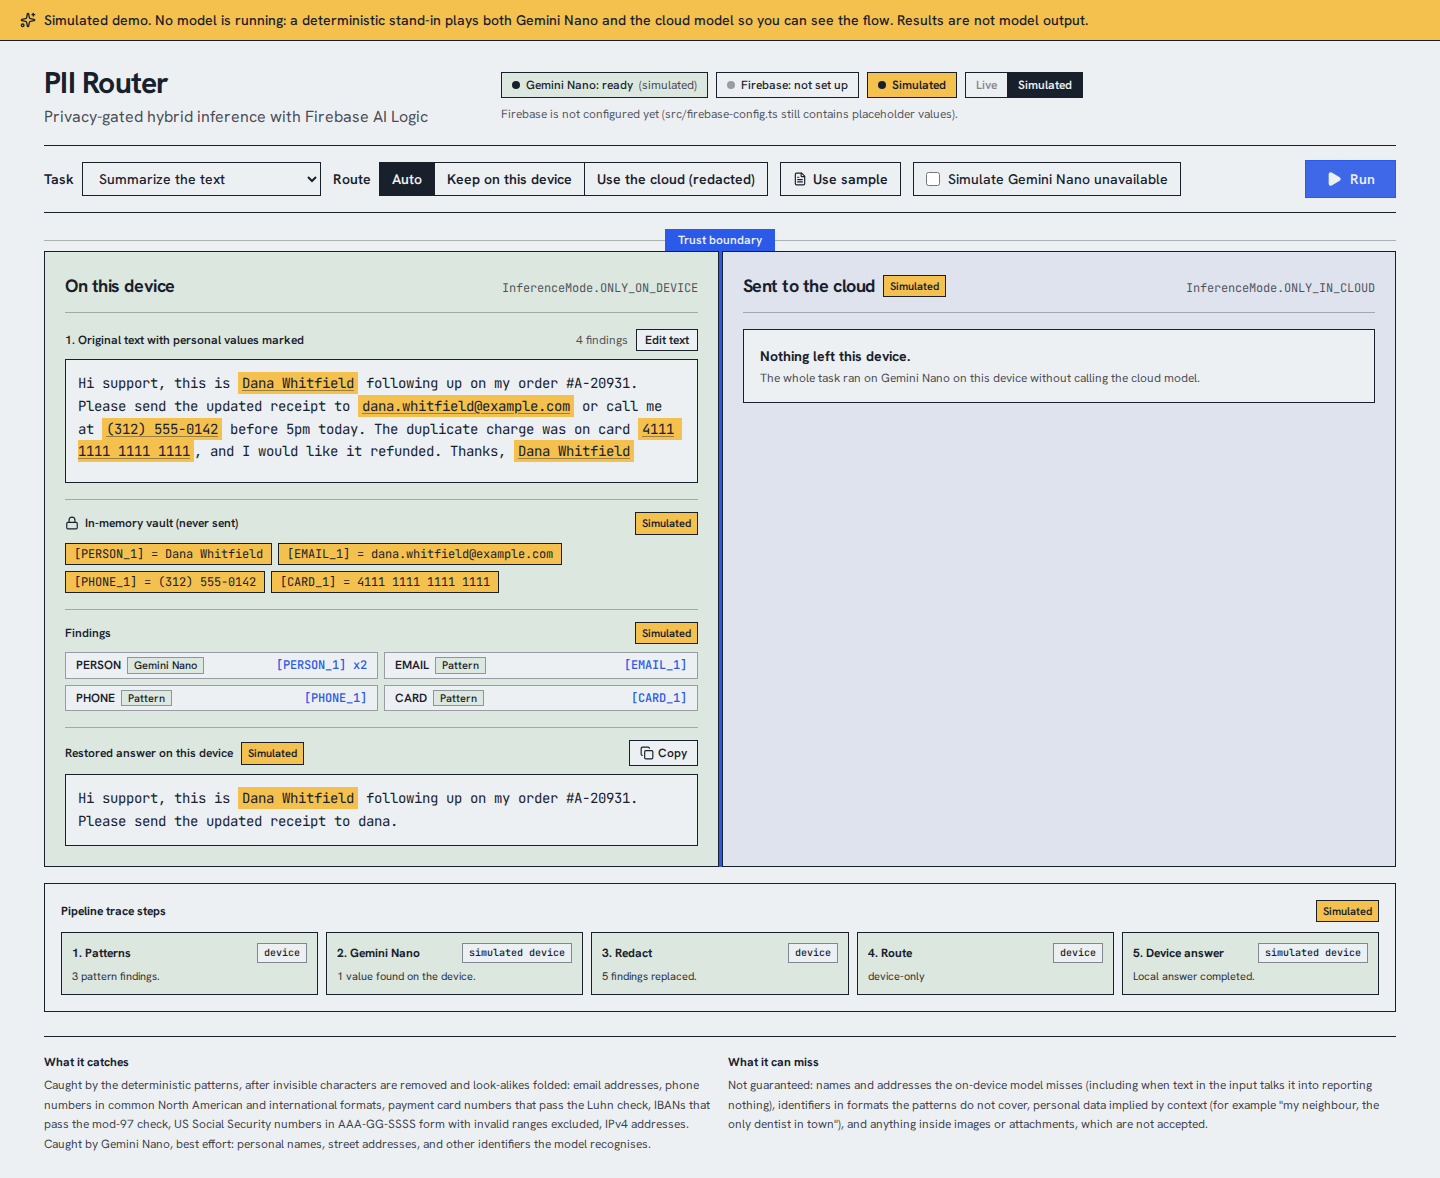 Simulated demo. No model is running: a deterministic stand-in plays both Gemini Nano and the cloud model so you can see the flow. Results are not model output.
PII Router
Privacy-gated hybrid inference with Firebase AI Logic
Gemini Nano: ready (simulated)
Firebase: not set up
Simulated
Live
Simulated
Firebase is not configured yet (src/firebase-config.ts still contains placeholder values).
Task
Summarize the text
Route
Auto
Keep on this device
Use the cloud (redacted)
Use sample
Simulate Gemini Nano unavailable
Run
Trust boundary
On this device
InferenceMode.ONLY_ON_DEVICE
1. Original text with personal values marked
4 findings
Edit text
Hi support, this is Dana Whitfield following up on my order #A-20931.
Please send the updated receipt to dana.whitfield@example.com or call me
at (312) 555-0142 before 5pm today. The duplicate charge was on card 4111
1111 1111 1111, and I would like it refunded. Thanks, Dana Whitfield
In-memory vault (never sent)
Simulated
[PERSON_1] = Dana Whitfield
[EMAIL_1] = dana.whitfield@example.com
[PHONE_1] = (312) 555-0142
[CARD_1] = 4111 1111 1111 1111
Findings
Simulated
PERSON Gemini Nano [PERSON_1] x2
EMAIL Pattern [EMAIL_1]
PHONE Pattern [PHONE_1]
CARD Pattern [CARD_1]
Restored answer on this device
Simulated
Copy
Hi support, this is Dana Whitfield following up on my order #A-20931.
Please send the updated receipt to dana.
Sent to the cloud
Simulated
InferenceMode.ONLY_IN_CLOUD
Nothing left this device.
The whole task ran on Gemini Nano on this device without calling the cloud model.
Pipeline trace steps
Simulated
1. Patterns
device
3 pattern findings.
2. Gemini Nano
simulated device
1 value found on the device.
3. Redact
device
5 findings replaced.
4. Route
device
device-only
5. Device answer
simulated device
Local answer completed.
What it catches
Caught by the deterministic patterns, after invisible characters are removed and look-alikes folded: email addresses, phone
numbers in common North American and international formats, payment card numbers that pass the Luhn check, IBANs that
pass the mod-97 check, US Social Security numbers in AAA-GG-SSSS form with invalid ranges excluded, IPv4 addresses.
Caught by Gemini Nano, best effort: personal names, street addresses, and other identifiers the model recognises.
What it can miss
Not guaranteed: names and addresses the on-device model misses (including when text in the input talks it into reporting
nothing), identifiers in formats the patterns do not cover, personal data implied by context (for example "my neighbour, the
only dentist in town"), and anything inside images or attachments, which are not accepted.